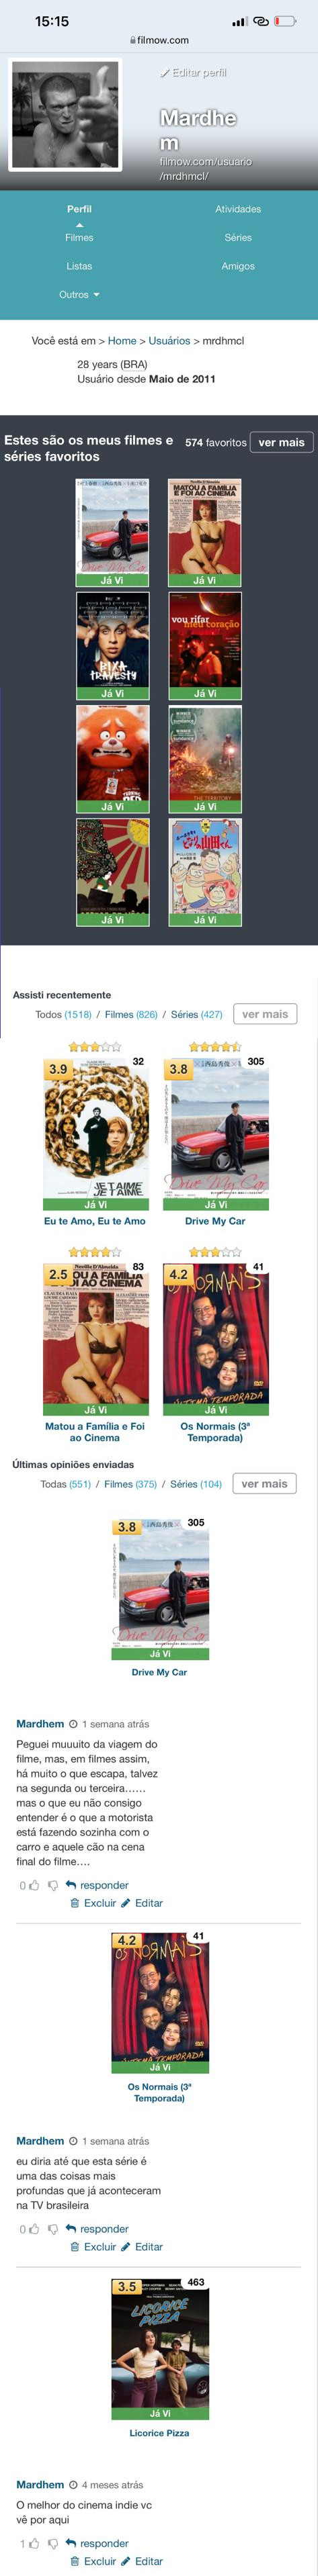 15:15
filmow.com
Editar perfil
Mardhe
m
filmow.com/usuario
/mrdhmcl/
Perfil
Atividades
Filmes
Séries
Listas
Amigos
Outros
Você está em > Home > Usuários > mrdhmcl
28 years (BRA)
Usuário desde Maio de 2011
Estes são os meus filmes e
séries favoritos
574 favoritos
ver mais
MATOU A FAMÍLIA
E FOI AO CINEMA
Já Vi
Já Vi
BIXA
TRAVESTY
vou rifar
meu coração
Já Vi
Já Vi
THE TERRITORY
Já Vi
Já Vi
Já Vi
Já Vi
Assisti recentemente
Todos (1518) / Filmes (826) / Séries (427)
ver mais
3.9
32
JE T'AIME
JE T'AIME
Já Vi
Eu te Amo, Eu te Amo
3.8
305
Drive My Car
Já Vi
Drive My Car
2.5
83
Já Vi
Matou a Família e Foi
ao Cinema
4.2
41
OS NORMAIS
ÚLTIMA TEMPORADA
Já Vi
Os Normais (3ª
Temporada)
Últimas opiniões enviadas
Todas (551) / Filmes (375) / Séries (104)
ver mais
3.8
305
Drive My Car
Já Vi
Drive My Car
Mardhem 1 semana atrás
Peguei muuuito da viagem do
filme, mas, em filmes assim,
há muito o que escapa, talvez
na segunda ou terceira......
mas o que eu não consigo
entender é o que a motorista
está fazendo sozinha com o
carro e aquele cão na cena
final do filme....
0 responder
Excluir Editar
4.2
41
OS NORMAIS
ÚLTIMA TEMPORADA
Já Vi
Os Normais (3ª
Temporada)
Mardhem 1 semana atrás
eu diria até que esta série é
uma das coisas mais
profundas que já aconteceram
na TV brasileira
0 responder
Excluir Editar
3.5
463
LICORICE
PIZZA
Já Vi
Licorice Pizza
Mardhem 4 meses atrás
O melhor do cinema indie vc
vê por aqui
1 responder
Excluir Editar